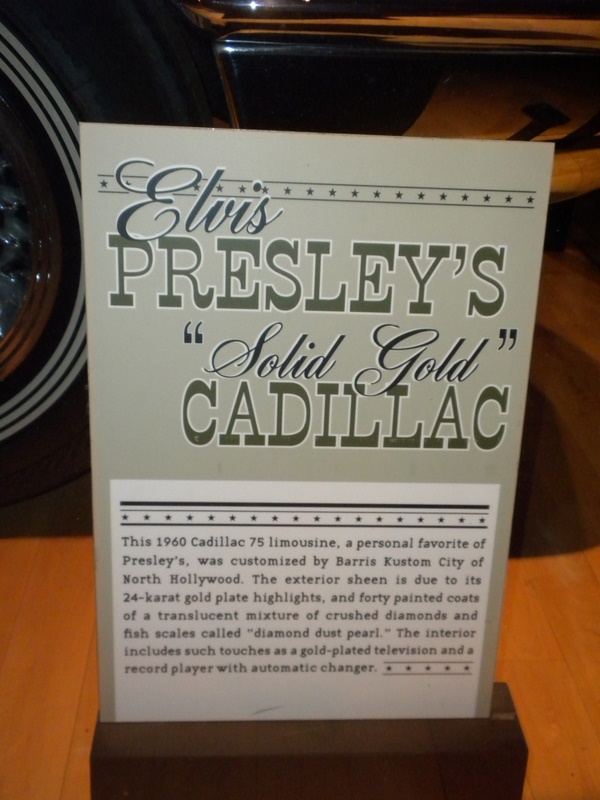 Elvis
PRESLEY'S
"Solid Gold"
CADILLAC
This 1960 Cadillac 75 limousine, a personal favorite of
Presley's, was customized by Barris Kustom City of
North Hollywood. The exterior sheen is due to its
24-karat gold plate highlights, and forty painted coats
of a translucent mixture of crushed diamonds and
fish scales called "diamond dust pearl." The interior
includes such touches as a gold-plated television and a
record player with automatic changer.